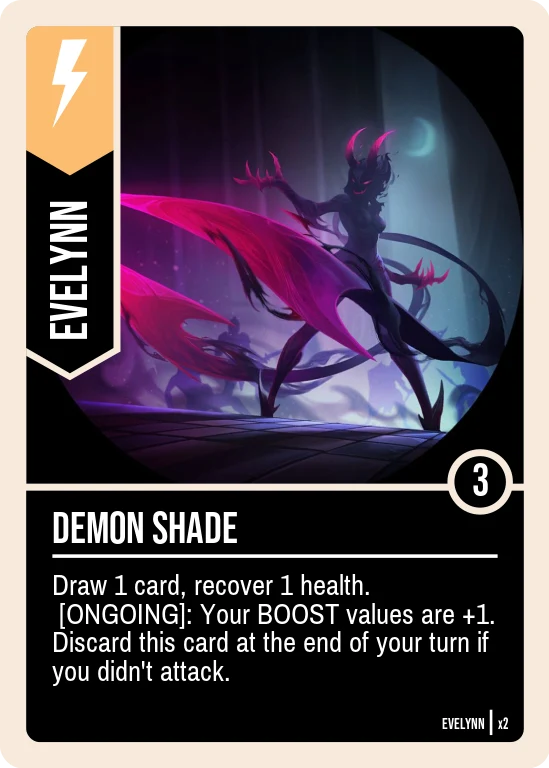 EVELYNN
3
DEMON SHADE
Draw 1 card, recover 1 health.
[ONGOING]: Your BOOST values are +1.
Discard this card at the end of your turn if
you didn't attack.
EVELYNN | x2